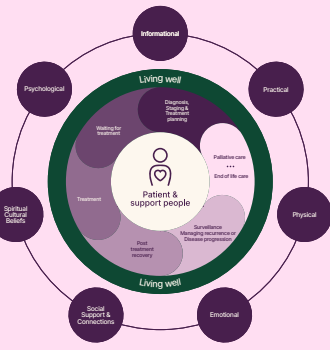 Informational
Psychological
Practical
Living well
Diagnosis,
Staging &
Treatment
planning
Waiting for
treatment
Palliative care
•••
End of life care
Patient &
support people
Treatment
Spiritual
Cultural
Beliefs
Physical
Surveillance
Managing recurrence or
Disease progression
Post
treatment
recovery
Living well
Social
Support &
Connections
Emotional